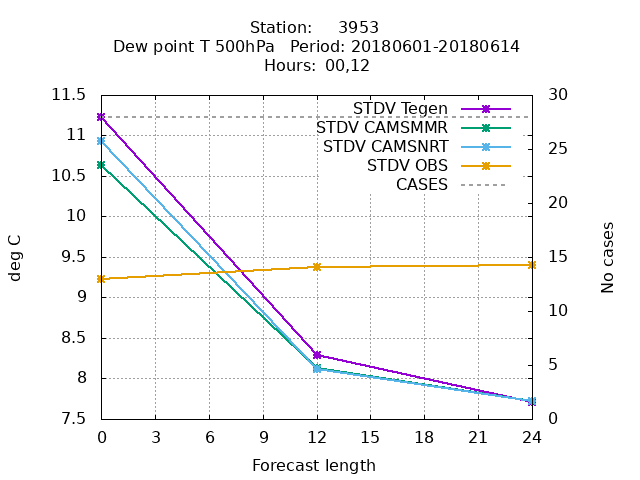 Station: 3953
Dew point T 500hPa Period: 20180601-20180614
Hours: 00,12
STDV Tegen
STDV CAMSMMR
STDV CAMSNRT
STDV OBS
CASES
11.5
11
10.5
10
9.5
9
8.5
8
7.5
deg C
30
25
20
15
10
5
0
No cases
0 3 6 9 12 15 18 21 24
Forecast length